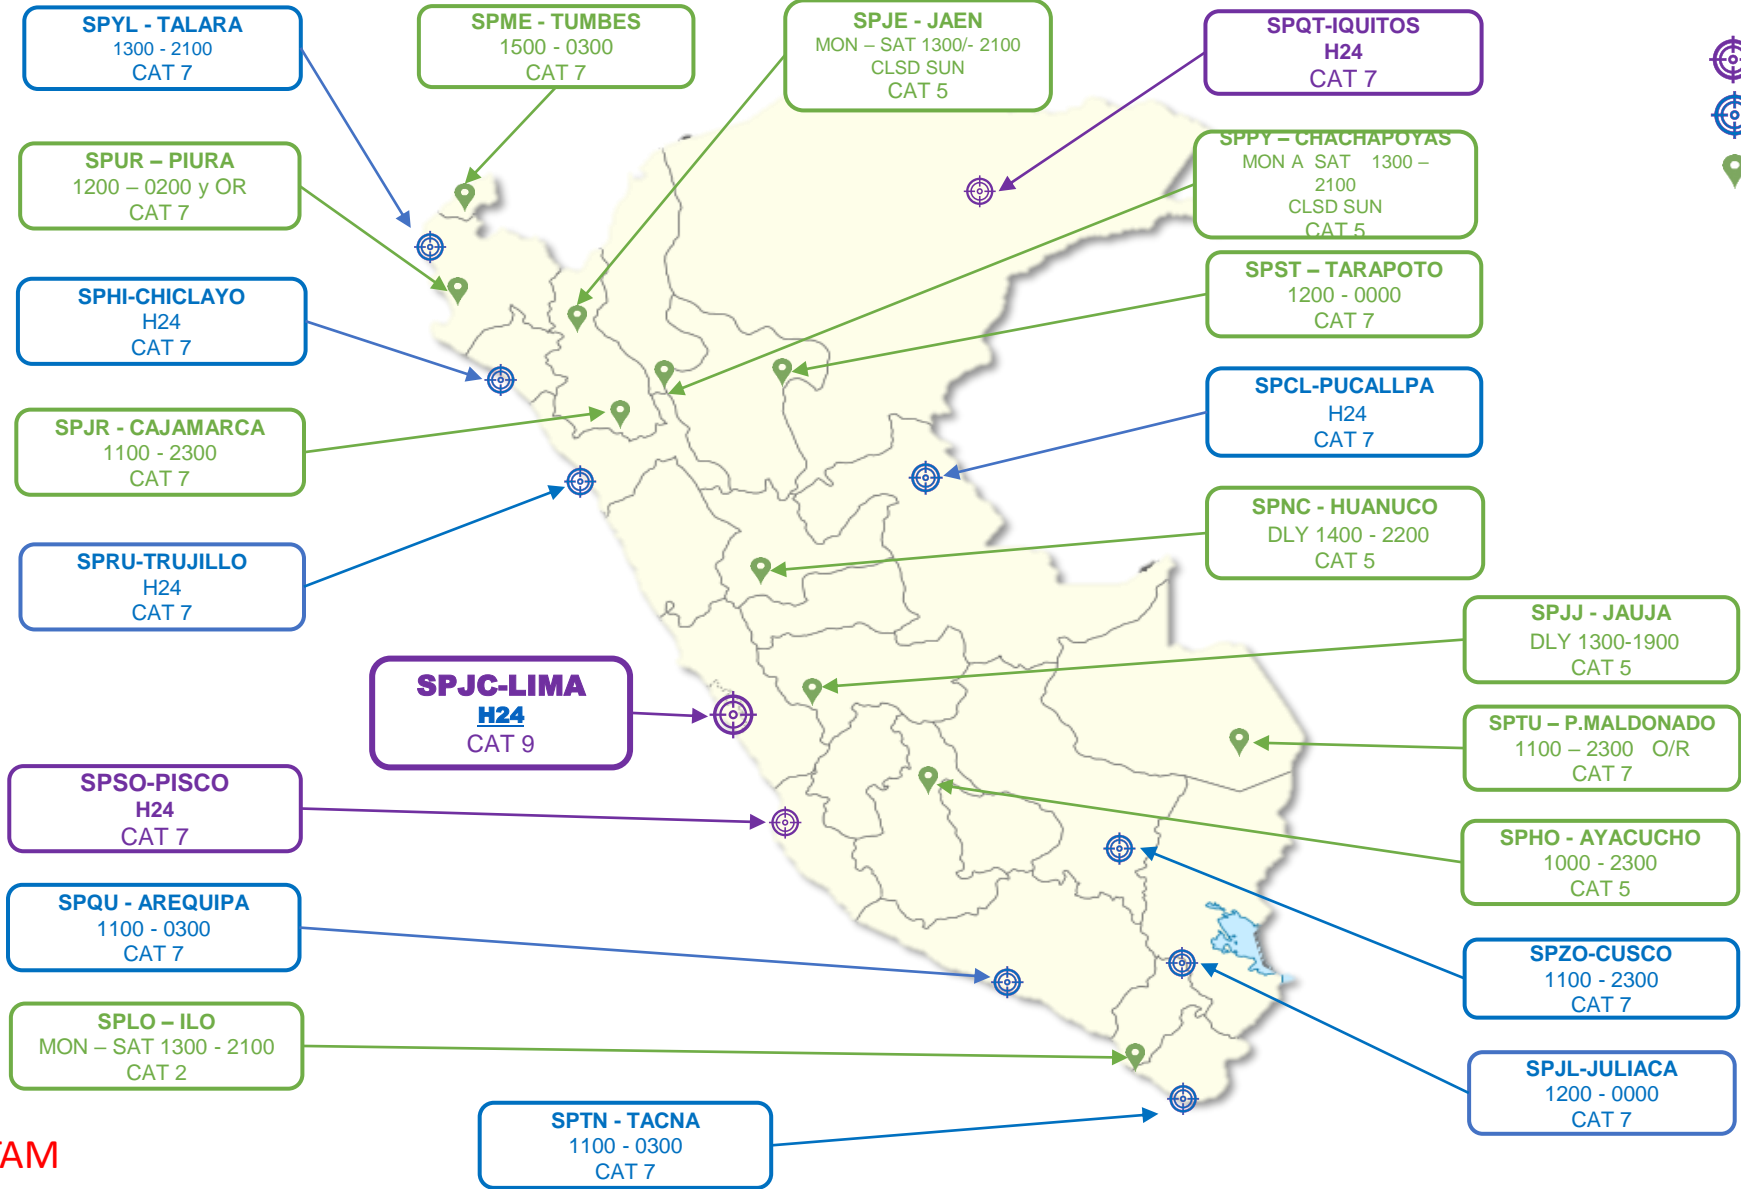 SPYL - TALARA
1300 - 2100
CAT 7
SPME - TUMBES
1500 - 0300
CAT 7
SPJE - JAEN
MON – SAT 1300/- 2100
CLSD SUN
CAT 5
SPQT-IQUITOS
H24
CAT 7
SPUR – PIURA
1200 – 0200 y OR
CAT 7
SPPY – CHACHAPOYAS
MON A SAT 1300 –
2100
CLSD SUN
CAT 5
SPHI-CHICLAYO
H24
CAT 7
SPST – TARAPOTO
1200 - 0000
CAT 7
SPJR - CAJAMARCA
1100 - 2300
CAT 7
SPCL-PUCALLPA
H24
CAT 7
SPRU-TRUJILLO
H24
CAT 7
SPNC - HUANUCO
DLY 1400 - 2200
CAT 5
SPJC-LIMA
H24
CAT 9
SPJJ - JAUJA
DLY 1300-1900
CAT 5
SPTU – P.MALDONADO
1100 – 2300 O/R
CAT 7
SPSO-PISCO
H24
CAT 7
SPHO - AYACUCHO
1000 - 2300
CAT 5
SPQU - AREQUIPA
1100 - 0300
CAT 7
SPZO-CUSCO
1100 - 2300
CAT 7
SPLO – ILO
MON – SAT 1300 - 2100
CAT 2
SPJL-JULIACA
1200 - 0000
CAT 7
SPTN - TACNA
1100 - 0300
CAT 7